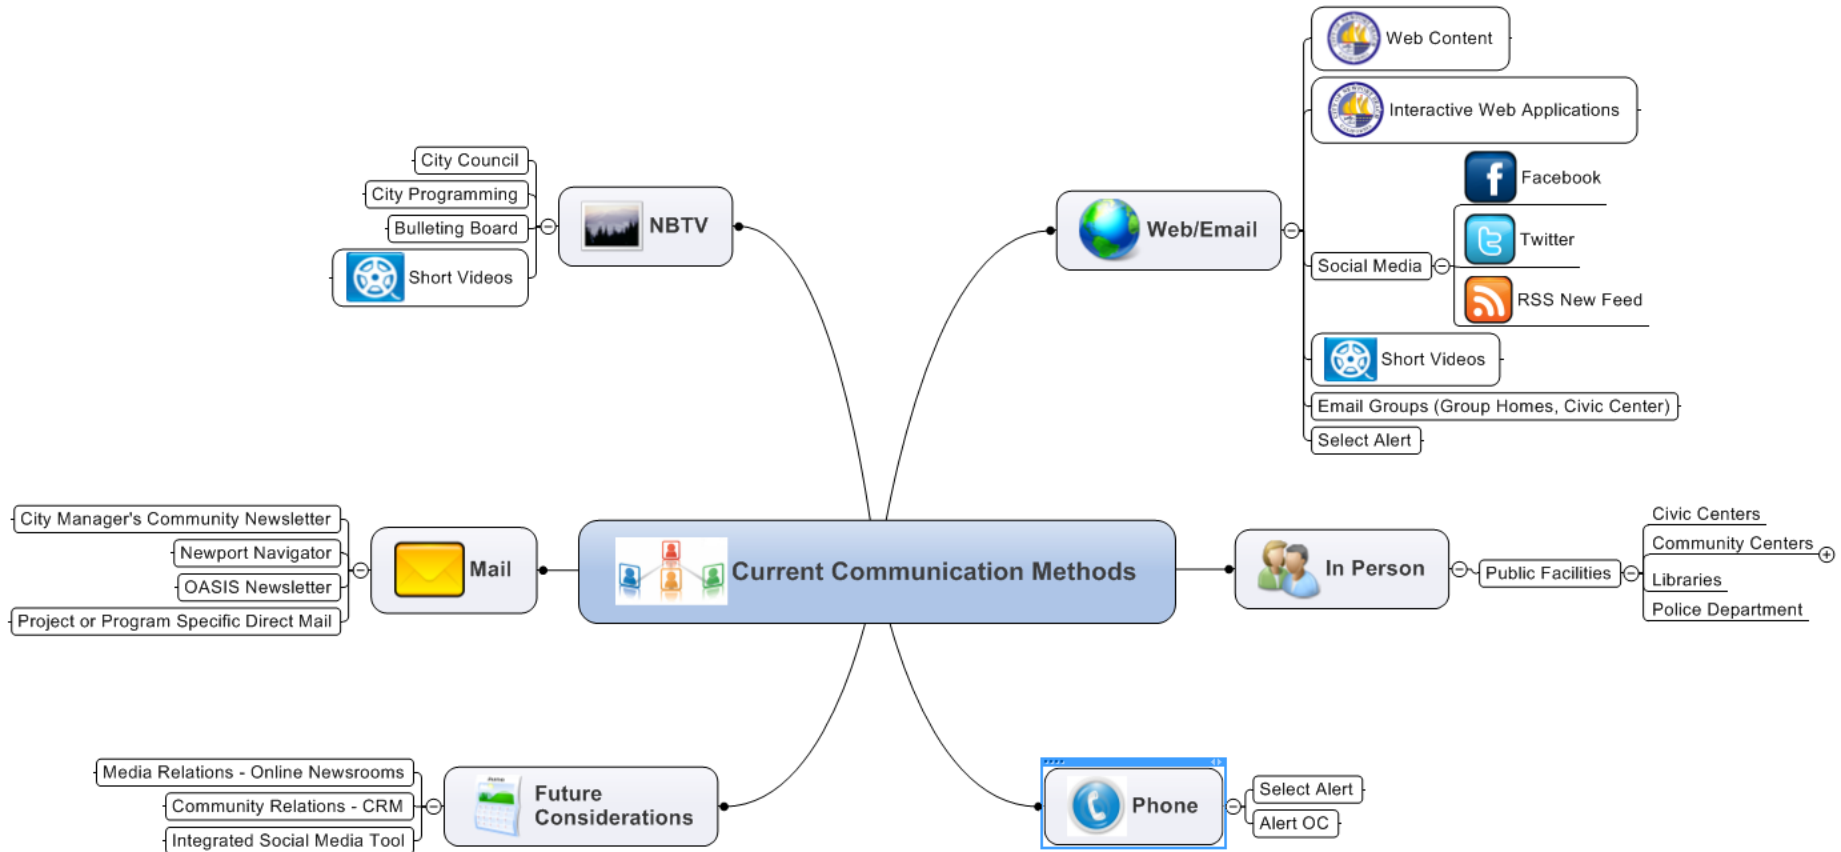 Web Content
Interactive Web Applications
Facebook
Twitter
RSS New Feed
Social Media
Short Videos
Email Groups (Group Homes, Civic Center)
Select Alert
Web/Email
City Council
City Programming
Bulleting Board
Short Videos
NBTV
City Manager's Community Newsletter
Newport Navigator
OASIS Newsletter
Project or Program Specific Direct Mail
Mail
Current Communication Methods
In Person
Public Facilities
Civic Centers
Community Centers
Libraries
Police Department
Media Relations - Online Newsrooms
Community Relations - CRM
Integrated Social Media Tool
Future
Considerations
Phone
Select Alert
Alert OC